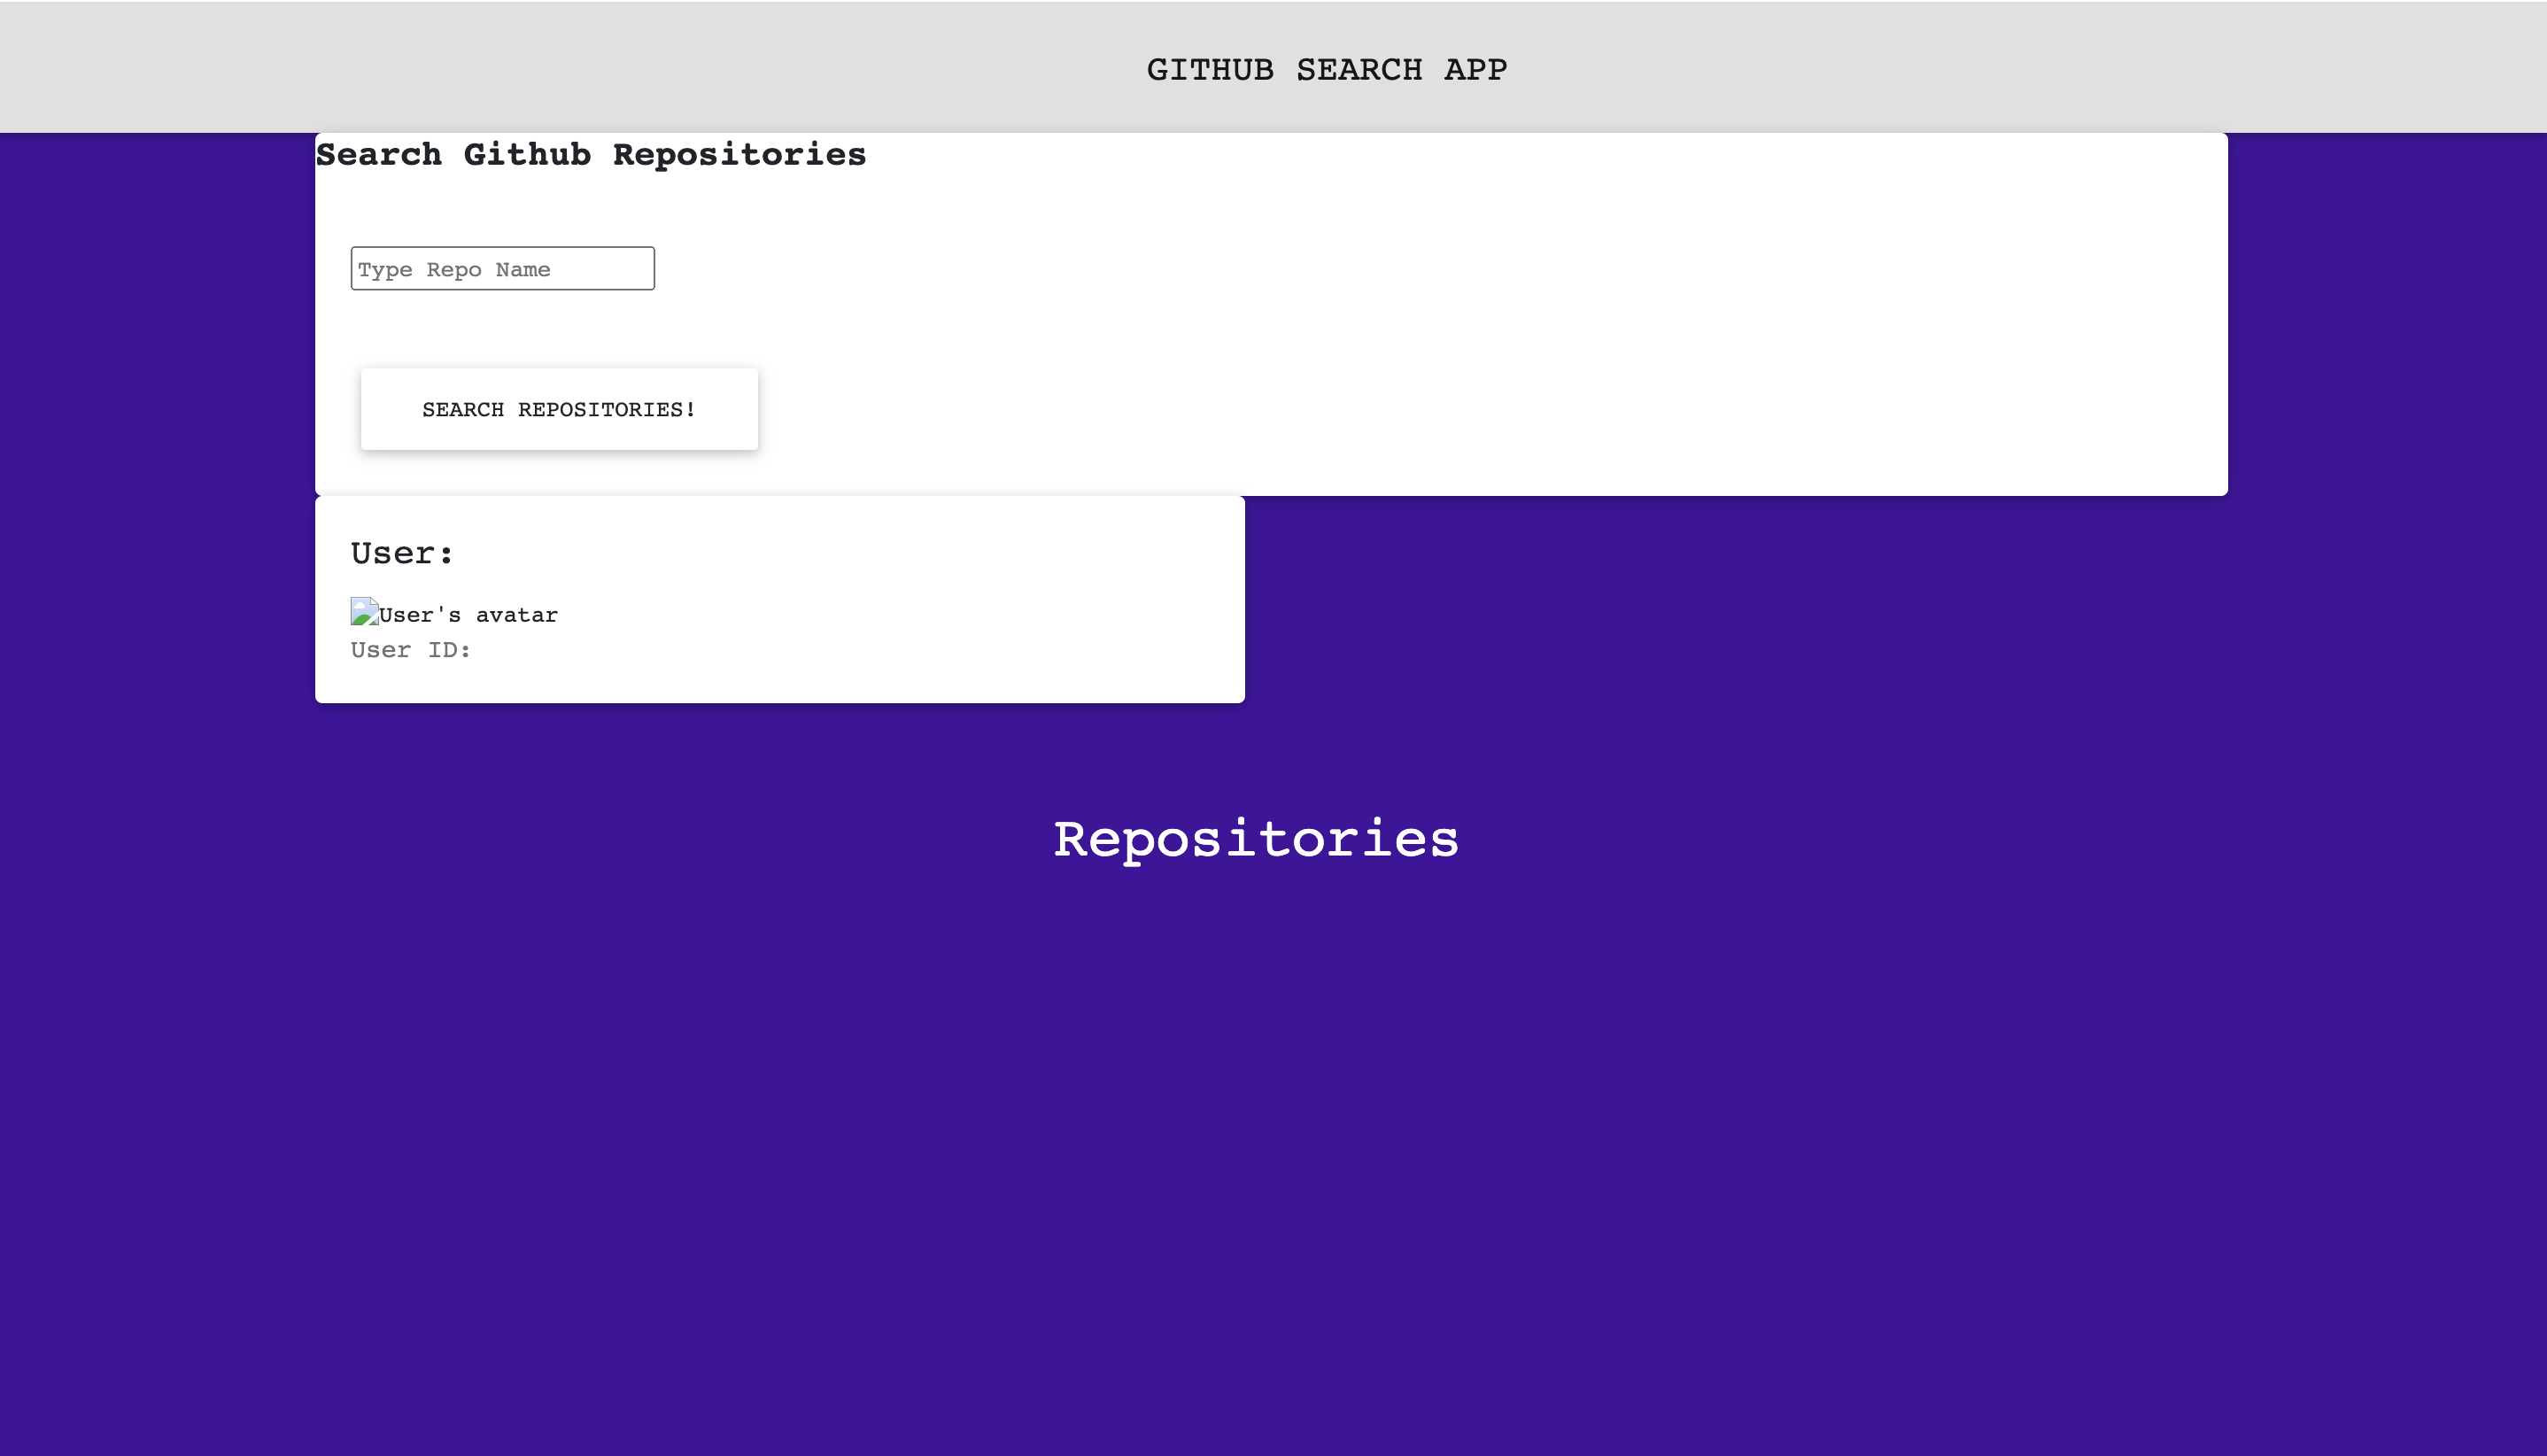 GITHUB SEARCH APP
Search Github Repositories
Type Repo Name
SEARCH REPOSITORIES!
User:
User's avatar
User ID:
Repositories